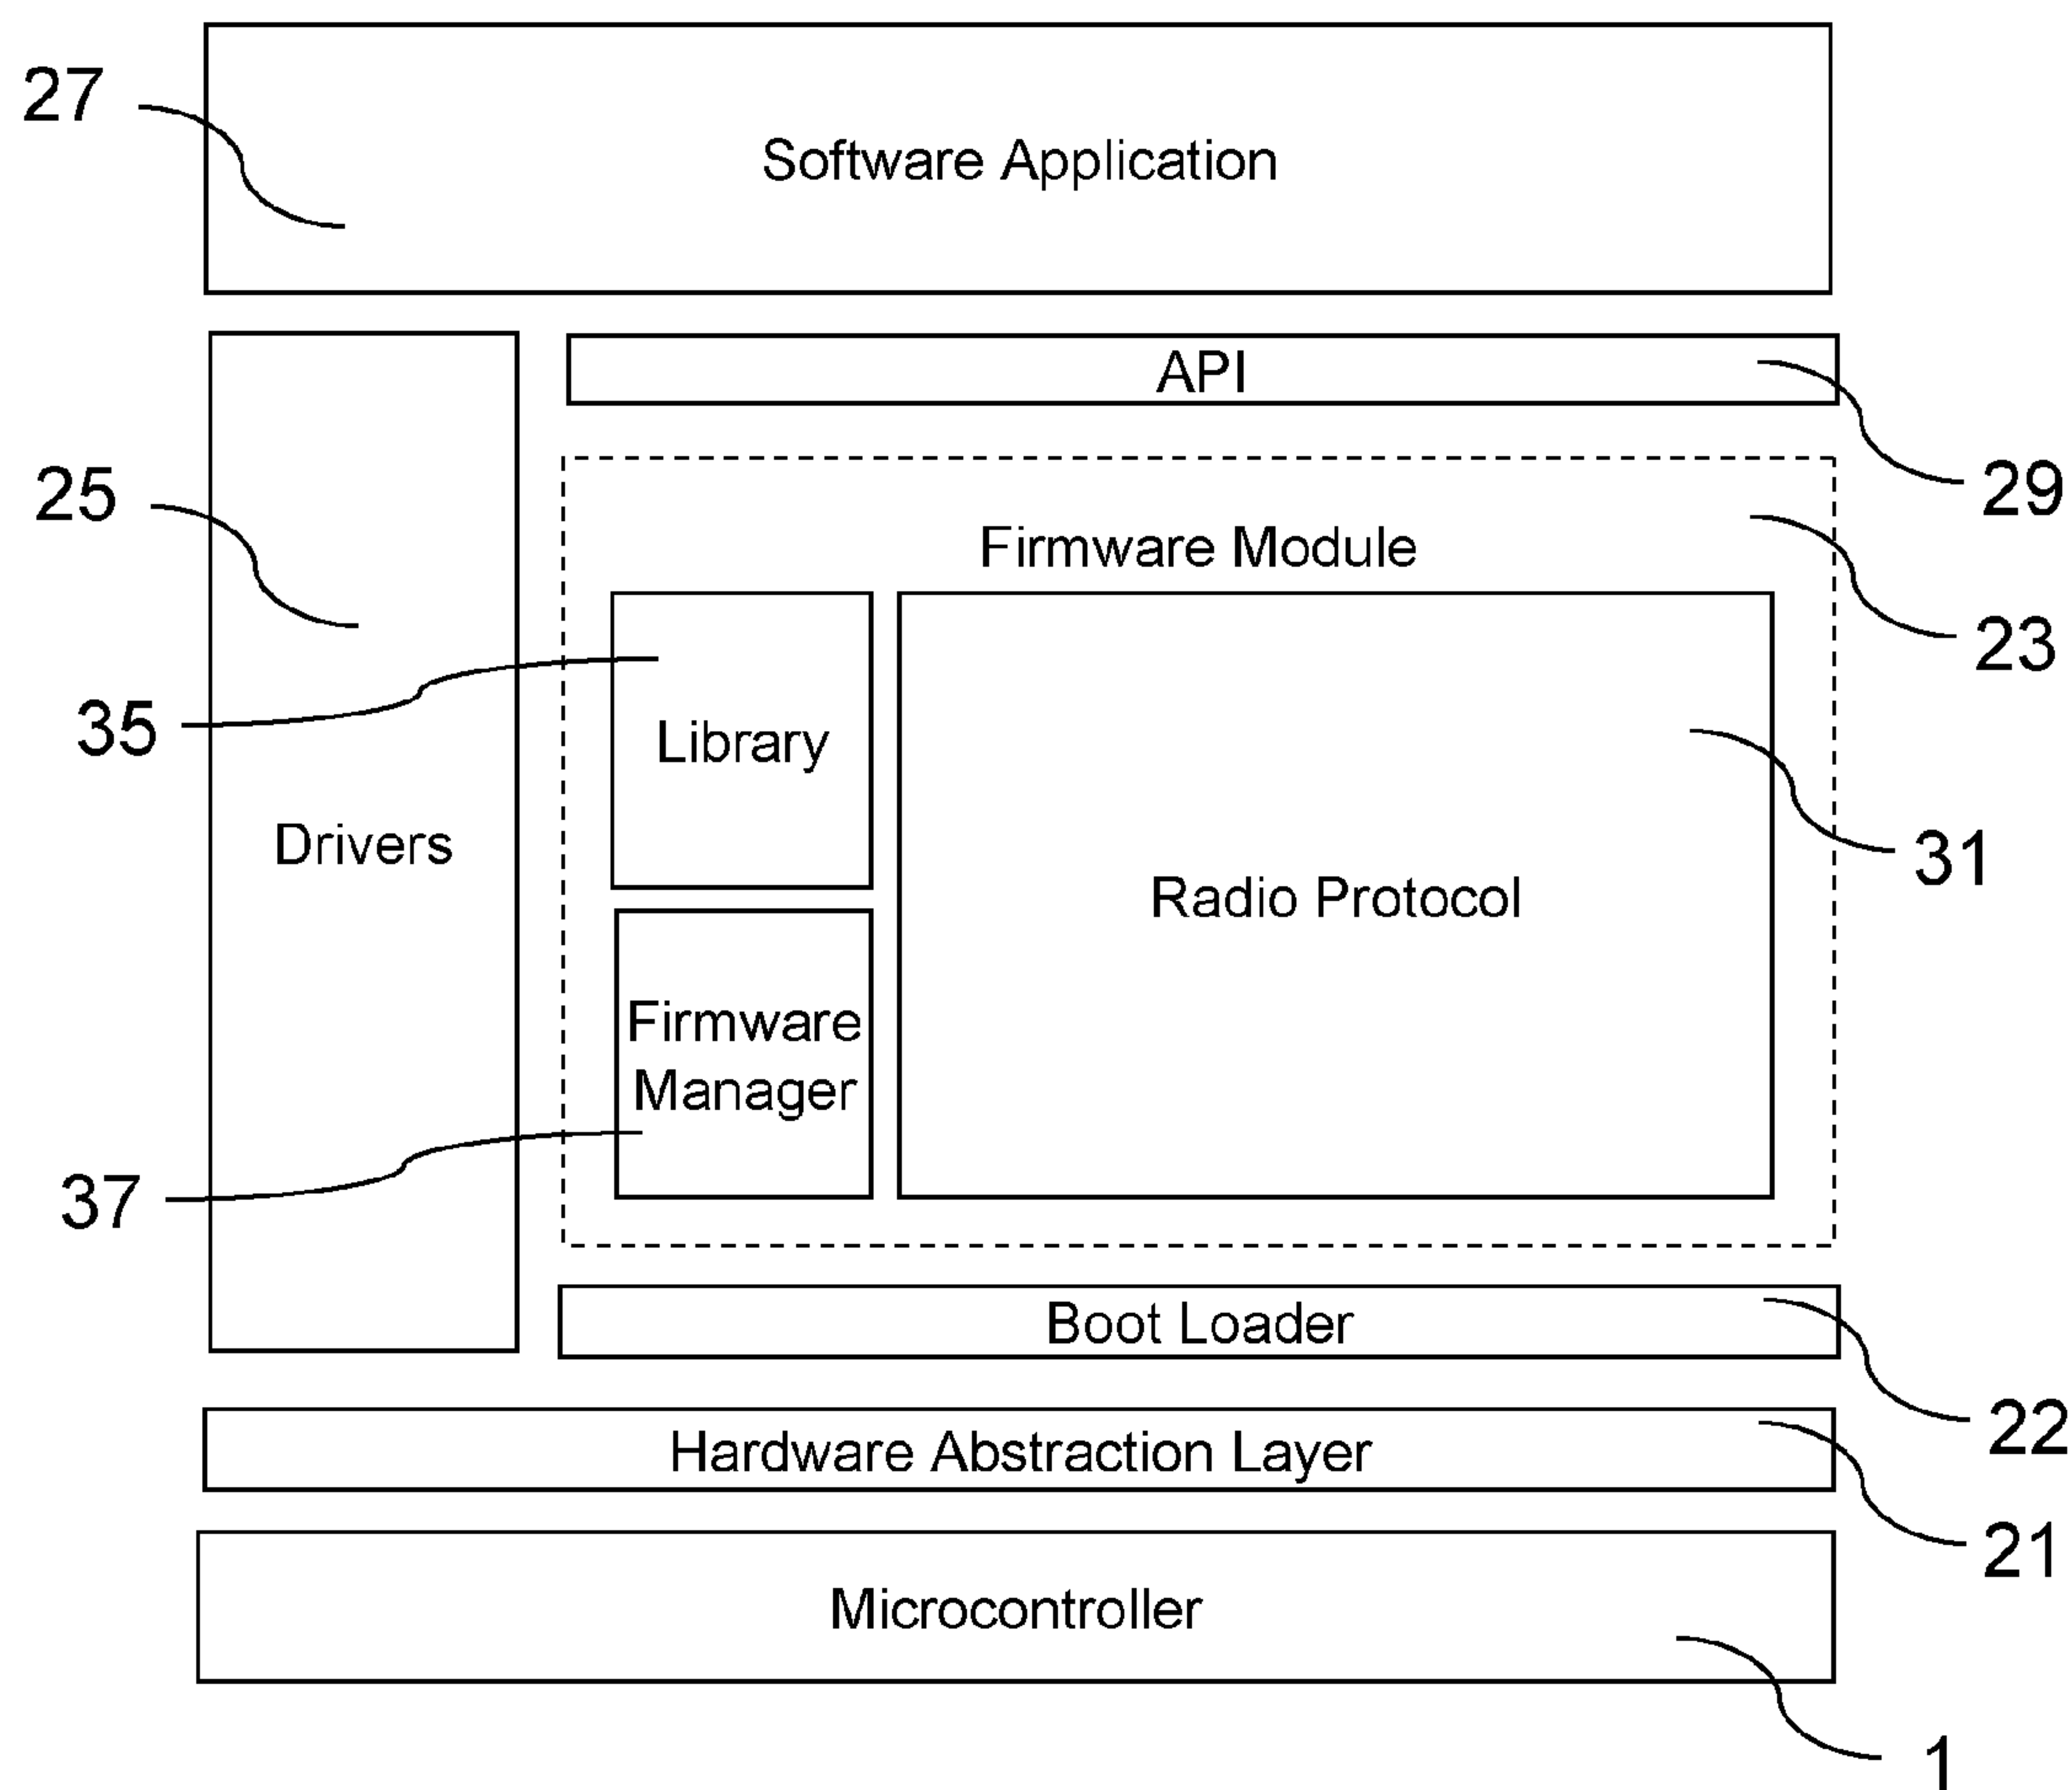 27
Software Application
API
29
25
Firmware Module
23
35
Library
Drivers
31
Radio Protocol
Firmware
Manager
37
Boot Loader
22
Hardware Abstraction Layer
21
Microcontroller
1